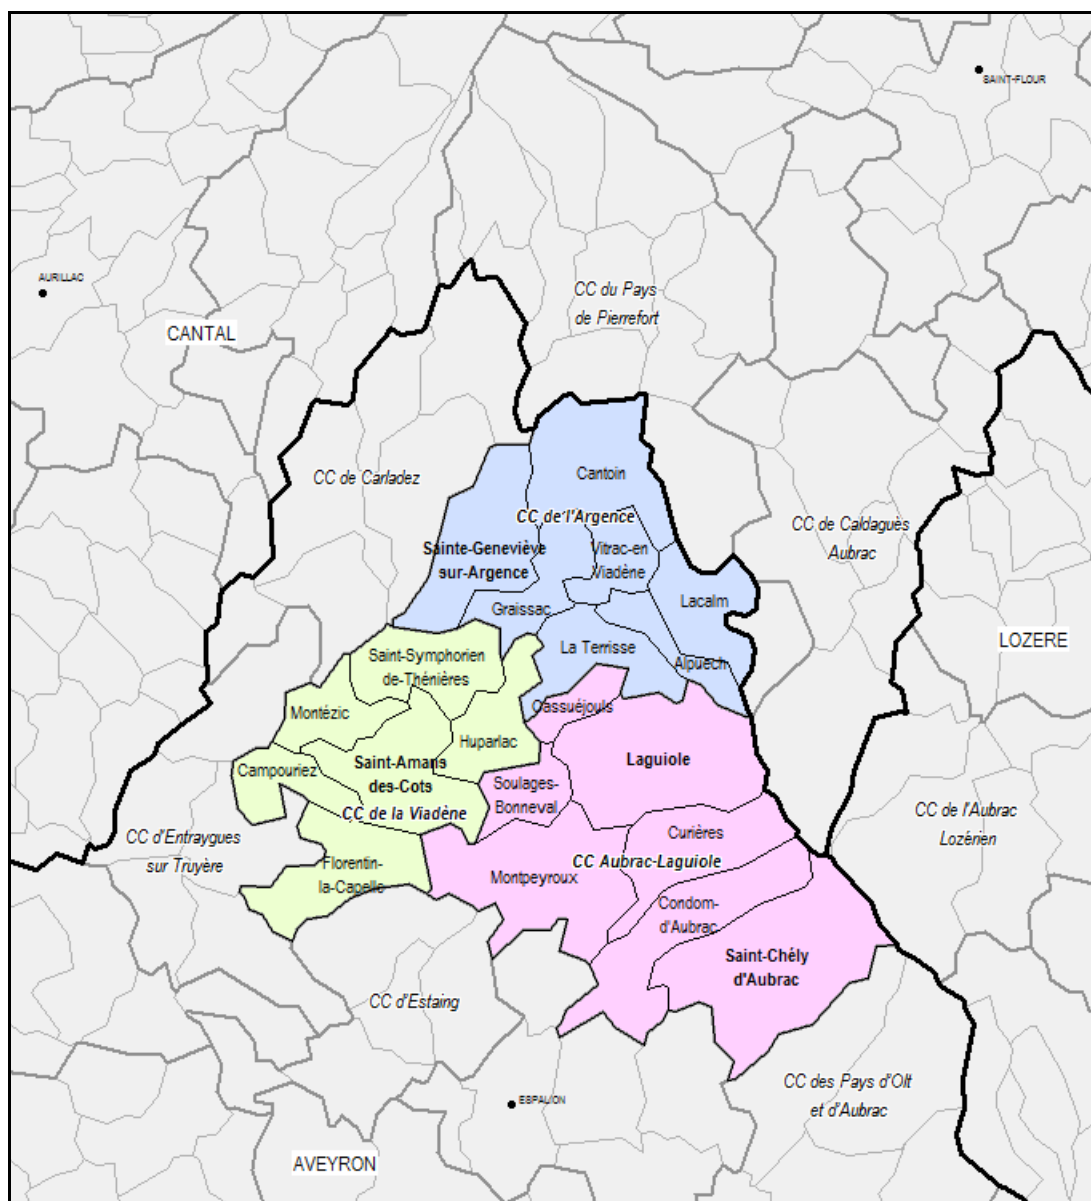 SAINT-FLOUR
AURILLAC
CC du Pays
de Pierrefort
CANTAL
CC de Carladez
Cantoin
CC de l'Argence
CC de Caldaguès
Aubrac
Sainte-Geneviève
sur-Argence
Vitrac-en
Viadène
Graissac
Lacalm
LOZERE
Saint-Symphorien
de-Thénières
La Terrisse
Alpuech
Montézic
Cassuéjouls
Huparlac
Laguiole
Campouriez
Saint-Amans
des-Cots
Soulages-
Bonneval
CC de la Viadène
CC de l'Aubrac
Lozérien
CC d'Entraygues
sur Truyère
Curières
Florentin-
la-Capelle
CC Aubrac-Laguiole
Montpeyroux
Condom-
d'Aubrac
Saint-Chély
d'Aubrac
CC d'Estaing
CC des Pays d'Olt
et d'Aubrac
ESPALION
AVEYRON